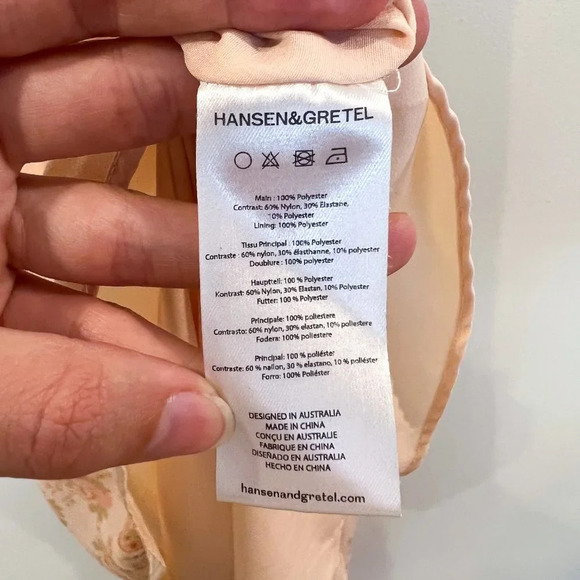 HANSEN&GRETEL
Main : 100% Polyester
Contrast: 60% Nylon, 30% Elastane,
10% Polyester
Lining: 100% Polyester
Tissu Principal : 100% Polyester
Contraste : 60% nylon, 30% élasthanne, 10% polyester
Doublure : 100% Polyester
Hauptteil: 100 % Polyester
Kontrast: 60% Nylon, 30% Elastan, 10% Polyester
Futter: 100 % Polyester
Principale: 100% poliestere
Contrasto: 60% nylon, 30% elastan, 10% poliestere
Fodera: 100% poliestere
Principal: 100 % poliéster
Contraste: 60 % nailon, 30 % elastano, 10 % poliéster
Forro: 100% Poliéster
DESIGNED IN AUSTRALIA
MADE IN CHINA
CONÇU EN AUSTRALIE
FABRIQUE EN CHINA
DISEÑADO EN AUSTRALIA
HECHO EN CHINA
hansenandgretel.com